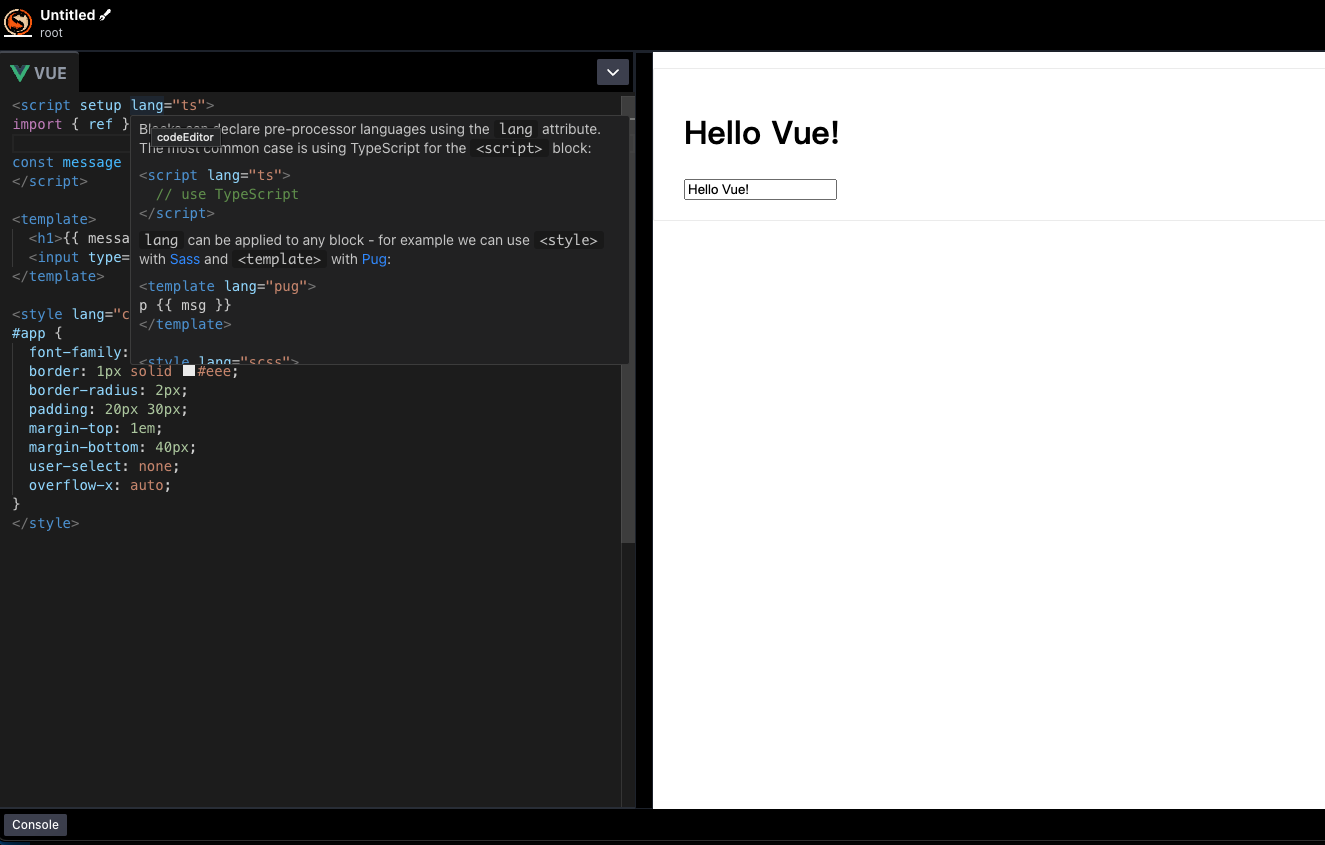 Untitled
root
VUE
<script setup lang="ts">
import { ref }
const message
</script>
<template>
<h1>{{ messa
<input type=
</template>
<style lang="c
#app {
font-family:
border: 1px solid #eee;
border-radius: 2px;
padding: 20px 30px;
margin-top: 1em;
margin-bottom: 40px;
user-select: none;
overflow-x: auto;
}
</style>
Blocks can declare pre-processor languages using the lang attribute.
codeEditor
The most common case is using TypeScript for the <script> block:
<script lang="ts">
// use TypeScript
</script>
lang can be applied to any block - for example we can use <style>
with Sass and <template> with Pug:
<template lang="pug">
p {{ msg }}
</template>
<style lang="scss">
Hello Vue!
Hello Vue!
Console